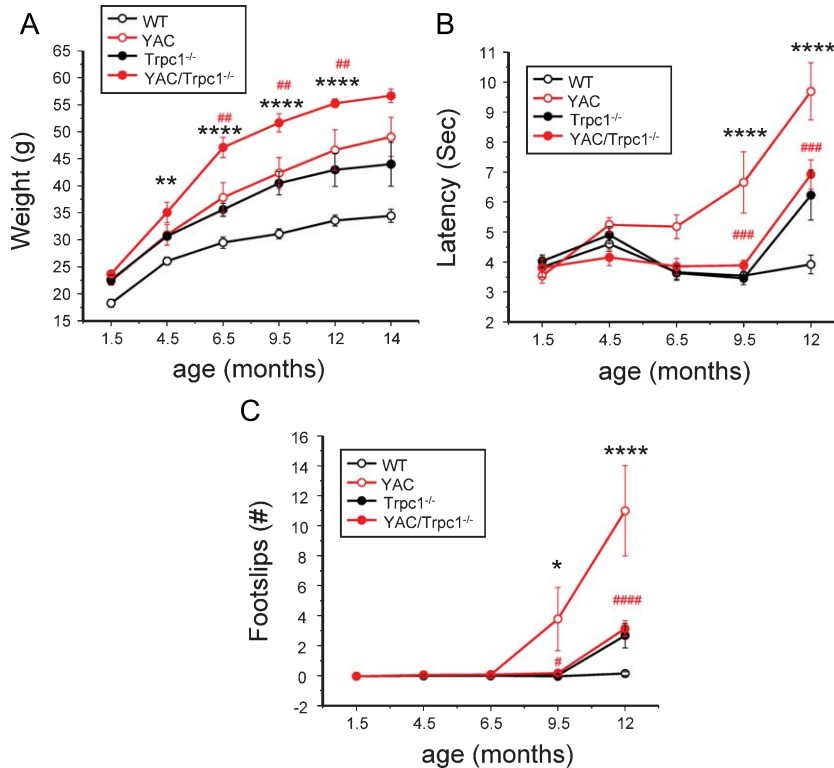 A
WT
YAC
Trpc1-/-
YAC/Trpc1-/-
65
60
55
50
45
40
35
30
25
20
15
Weight (g)
**
****
##
****
##
****
##
1.5 4.5 6.5 9.5 12 14
age (months)
B
WT
YAC
Trpc1-/-
YAC/Trpc1-/-
11
10
9
8
7
6
5
4
3
2
Latency (Sec)
****
###
****
###
1.5 4.5 6.5 9.5 12
age (months)
C
WT
YAC
Trpc1-/-
YAC/Trpc1-/-
16
14
12
10
8
6
4
2
0
-2
Footslips (#)
*
#
****
####
1.5 4.5 6.5 9.5 12
age (months)